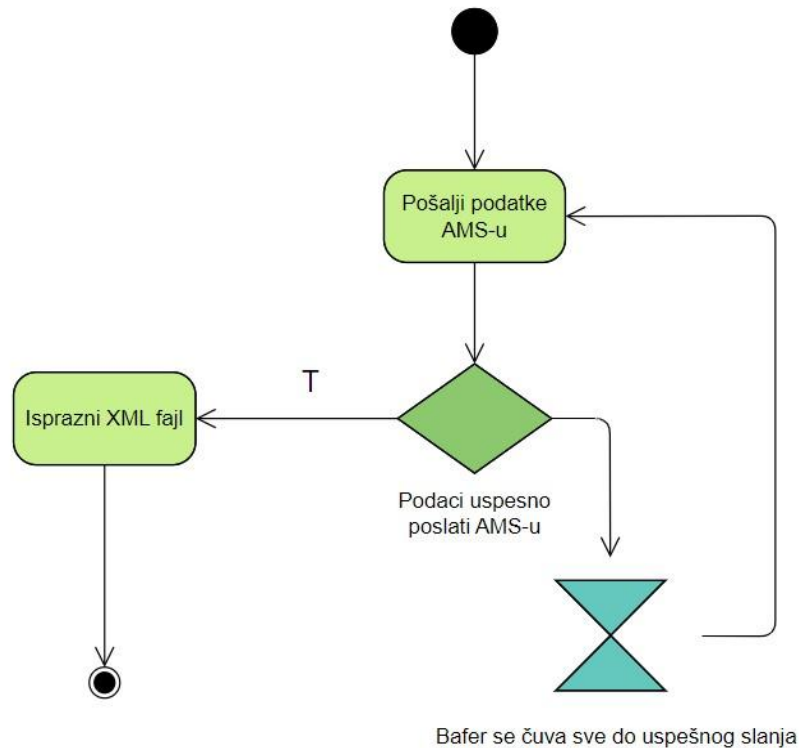 Pošalji podatke
AMS-u
T
Isprazni XML fajl
Podaci uspesno
poslati AMS-u
Bafer se čuva sve do uspešnog slanja